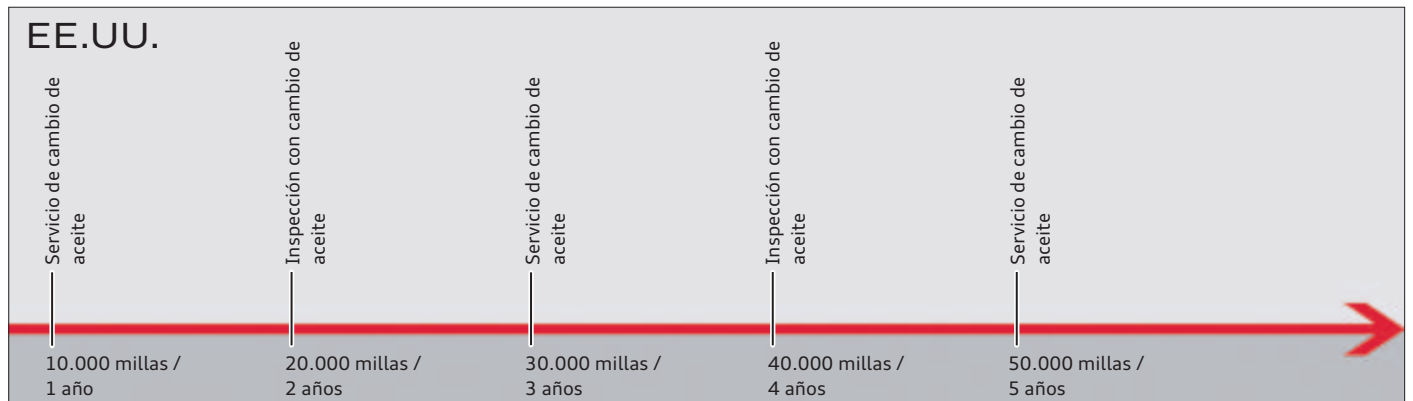 EE.UU.
Servicio de cambio de
aceite
Inspección con cambio de
aceite
Servicio de cambio de
aceite
Inspección con cambio de
aceite
Servicio de cambio de
aceite
10.000 millas /
1 año
20.000 millas /
2 años
30.000 millas /
3 años
40.000 millas /
4 años
50.000 millas /
5 años